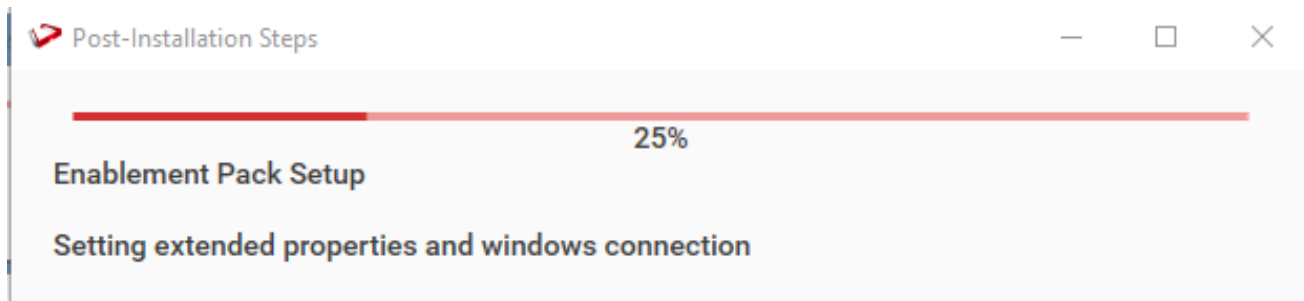 Post-Installation Steps
25%
Enablement Pack Setup
Setting extended properties and windows connection